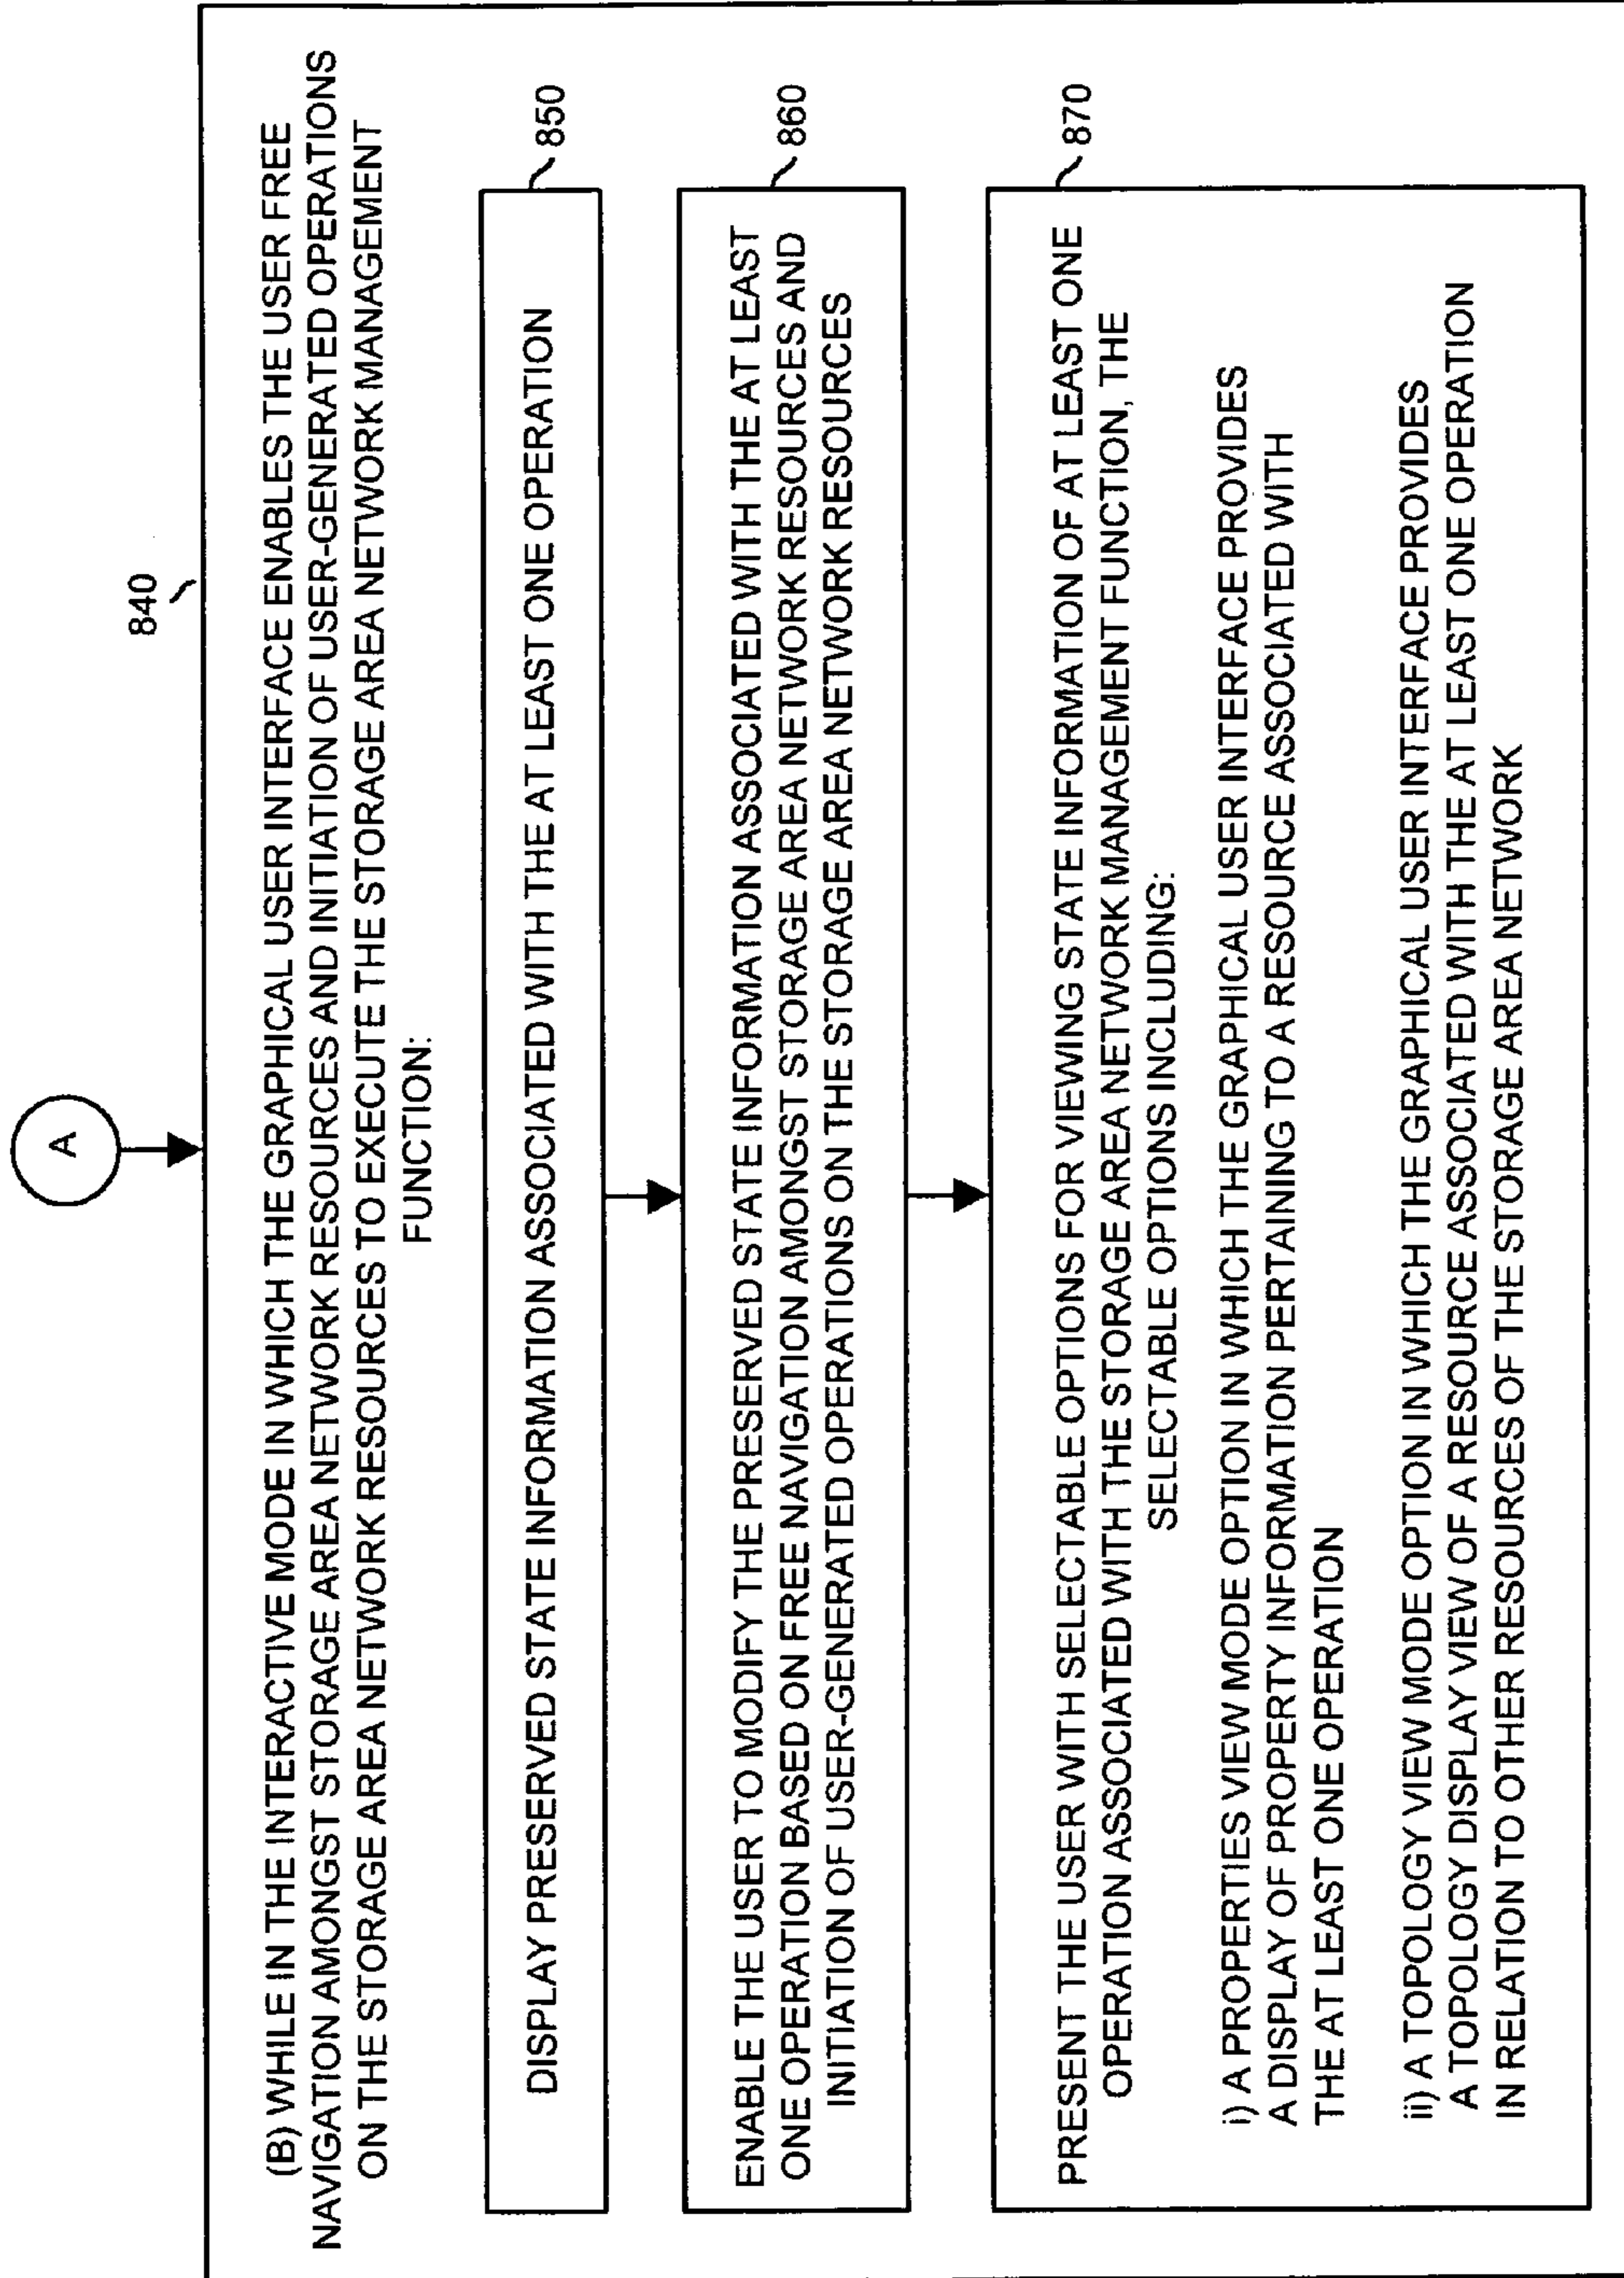 A
840
(B) WHILE IN THE INTERACTIVE MODE IN WHICH THE GRAPHICAL USER INTERFACE ENABLES THE USER FREE
NAVIGATION AMONGST STORAGE AREA NETWORK RESOURCES AND INITIATION OF USER-GENERATED OPERATIONS
ON THE STORAGE AREA NETWORK RESOURCES TO EXECUTE THE STORAGE AREA NETWORK MANAGEMENT
FUNCTION:
850
DISPLAY PRESERVED STATE INFORMATION ASSOCIATED WITH THE AT LEAST ONE OPERATION
860
ENABLE THE USER TO MODIFY THE PRESERVED STATE INFORMATION ASSOCIATED WITH THE AT LEAST
ONE OPERATION BASED ON FREE NAVIGATION AMONGST STORAGE AREA NETWORK RESOURCES AND
INITIATION OF USER-GENERATED OPERATIONS ON THE STORAGE AREA NETWORK RESOURCES
870
PRESENT THE USER WITH SELECTABLE OPTIONS FOR VIEWING STATE INFORMATION OF AT LEAST ONE
OPERATION ASSOCIATED WITH THE STORAGE AREA NETWORK MANAGEMENT FUNCTION, THE
SELECTABLE OPTIONS INCLUDING:
i) A PROPERTIES VIEW MODE OPTION IN WHICH THE GRAPHICAL USER INTERFACE PROVIDES
A DISPLAY OF PROPERTY INFORMATION PERTAINING TO A RESOURCE ASSOCIATED WITH
THE AT LEAST ONE OPERATION
ii) A TOPOLOGY VIEW MODE OPTION IN WHICH THE GRAPHICAL USER INTERFACE PROVIDES
A TOPOLOGY DISPLAY VIEW OF A RESOURCE ASSOCIATED WITH THE AT LEAST ONE OPERATION
IN RELATION TO OTHER RESOURCES OF THE STORAGE AREA NETWORK